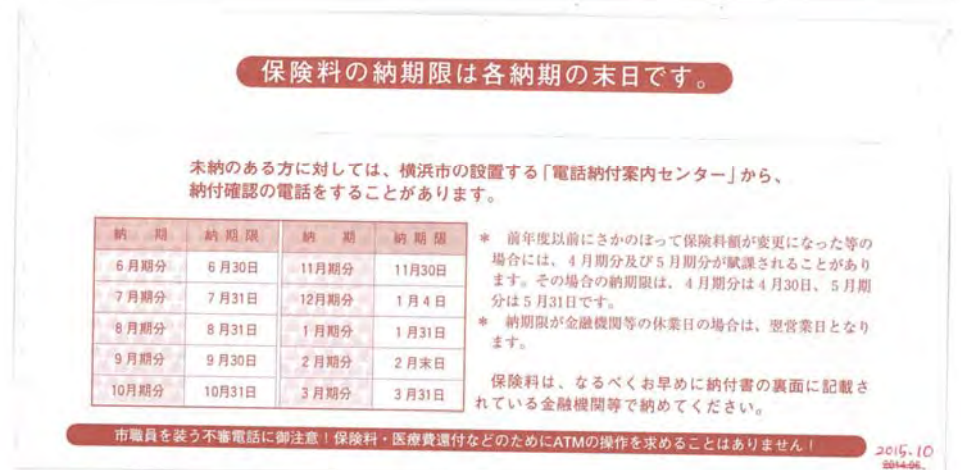 保険料の納期限は各納期の末日です。
未納のある方に対しては、横浜市の設置する「電話納付案内センター」から、
納付確認の電話をすることがあります。
納 期 納期限 納 期 納期限
6月期分 6月30日 11月期分 11月30日
7月期分 7月31日 12月期分 1月4日
8月期分 8月31日 1月期分 1月31日
9月期分 9月30日 2月期分 2月末日
10月期分 10月31日 3月期分 3月31日
* 前年度以前にさかのぼって保険料額が変更になった等の
場合には、4月期分及び5月期分が賦課されることがあり
ます。その場合の納期限は、4月期分は4月30日、5月期
分は5月31日です。
* 納期限が金融機関等の休業日の場合は、翌営業日となり
ます。
保険料は、なるべくお早めに納付書の裏面に記載さ
れている金融機関等で納めてください。
市職員を装う不審電話に御注意!保険料・医療費還付などのためにATMの操作を求めることはありません!
2015.10
2014.06.